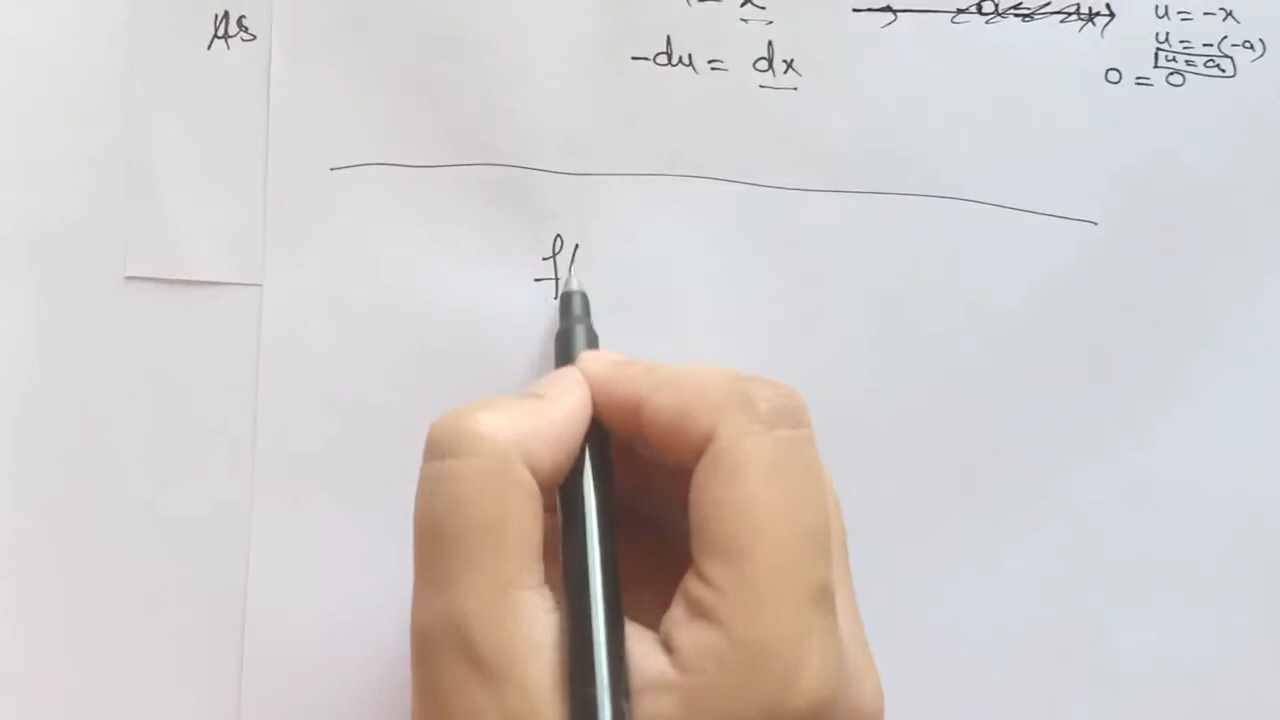 As
u = -x
-du = dx
u = -(-a)
u = a
0 = 0
f(